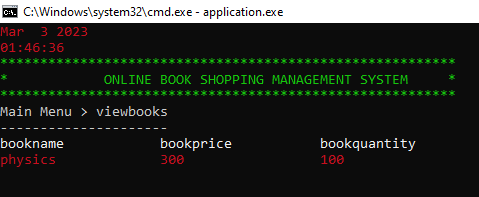 C:\Windows\system32\cmd.exe - application.exe
Mar  3 2023
01:46:36
*********************************************************
*            ONLINE BOOK SHOPPING MANAGEMENT SYSTEM     *
*********************************************************
Main Menu > viewbooks
---------------------
bookname            bookprice           bookquantity
physics             300                 100